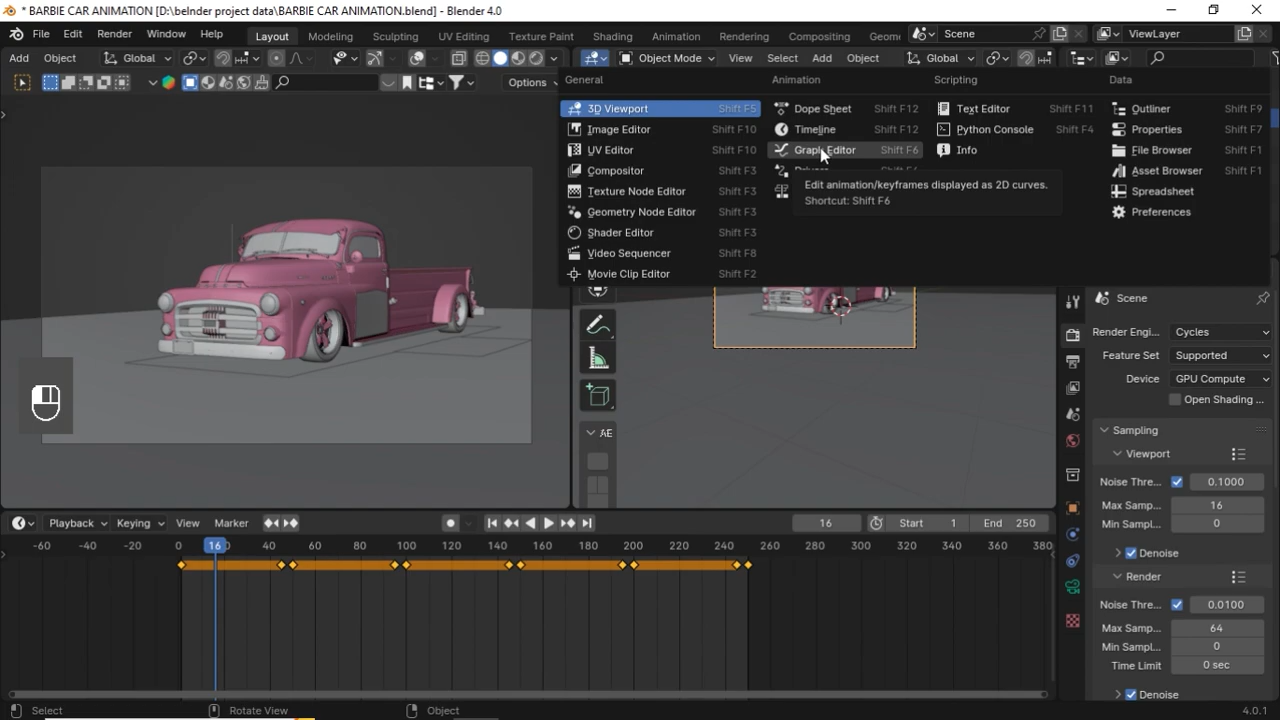 * BARBIE CAR ANIMATION [D:\belnder project data\BARBIE CAR ANIMATION.blend] - Blender 4.0
File Edit Render Window Help Layout Modeling Sculpting UV Editing Texture Paint Shading Animation Rendering Compositing Geom Scene ViewLayer
Add Object Global Object Mode View Select Add Object Global
Options
General Animation Scripting Data
3D Viewport Shift F5 Dope Sheet Shift F12 Text Editor Shift F11 Outliner Shift F9
Image Editor Shift F10 Timeline Shift F12 Python Console Shift F4 Properties Shift F7
UV Editor Shift F10 Graph Editor Shift F6 Info File Browser Shift F1
Compositor Shift F3 Drivers Shift F6 Asset Browser Shift F1
Texture Node Editor Shift F3 Edit animation/keyframes displayed as 2D curves. Spreadsheet
Shortcut: Shift F6
Geometry Node Editor Shift F3 Preferences
Shader Editor Shift F3
Video Sequencer Shift F8
Movie Clip Editor Shift F2
Scene
Render Engi... Cycles
Feature Set Supported
Device GPU Compute
Open Shading ...
AE
Sampling
Viewport
Noise Thre... 0.1000
Max Samp... 16
Min Sampl... 0
Denoise
Render
Noise Thre... 0.0100
Max Samp... 64
Min Sampl... 0
Time Limit 0 sec
Denoise
Playback Keying View Marker 16 Start 1 End 250
-60 -40 -20 0 16 40 60 80 100 120 140 160 180 200 220 240 260 280 300 320 340 360 380
Select Rotate View Object 4.0.1